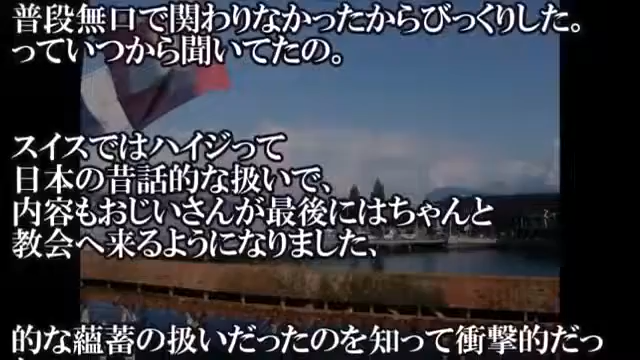 普段無口で関わりなかったからびっくりした。
っていつから聞いてたの。
スイスではハイジって
日本の昔話的な扱いで、
内容もおじいさんが最後にはちゃんと
教会へ来るようになりました、
的な蘊蓄の扱いだったのを知って衝撃的だっ